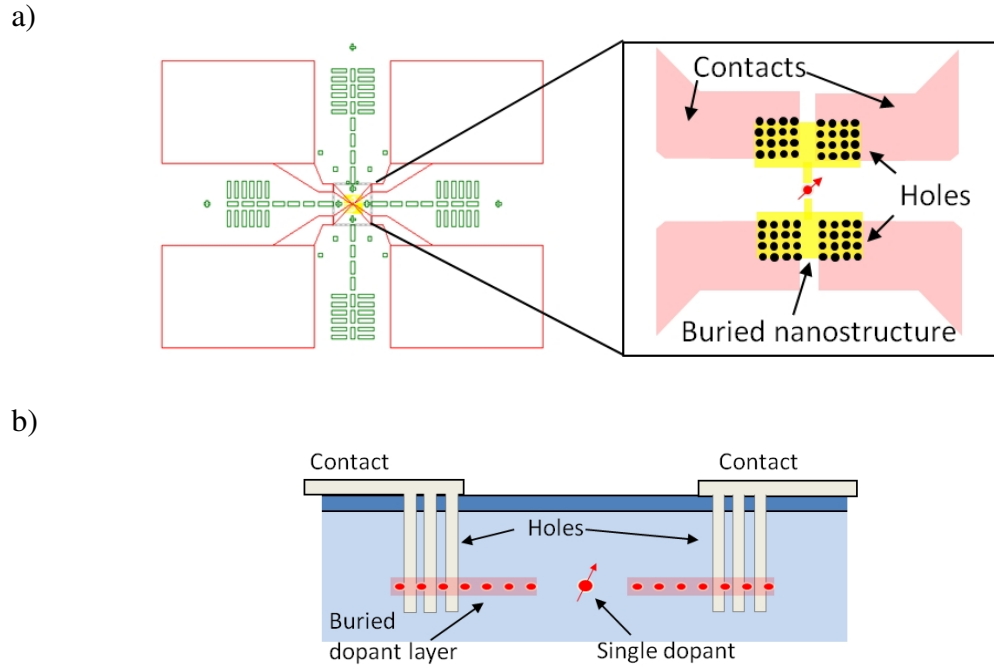 a)
Contacts
Holes
Buried nanostructure
b)
Contact
Contact
Holes
Buried
dopant layer
Single dopant